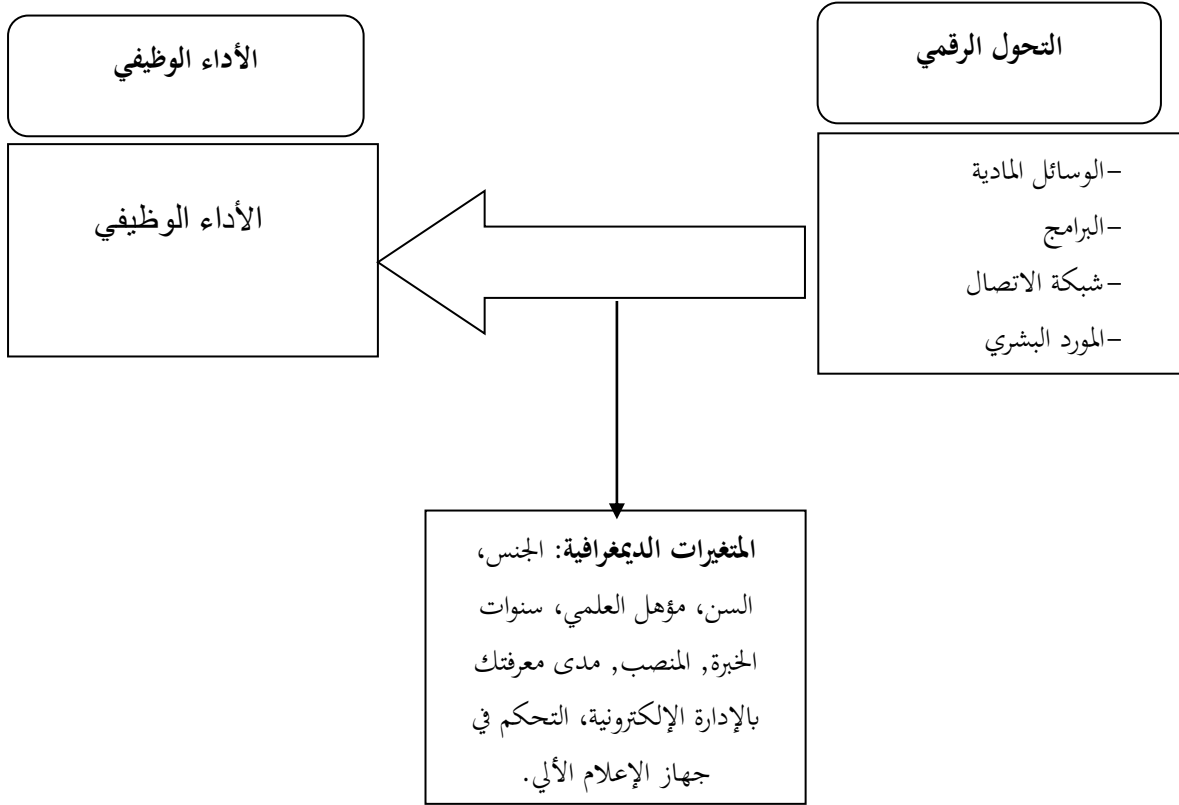 التحول الرقمي
-الوسائل المادية
-البرامج
-شبكة الاتصال
-المورد البشري
الأداء الوظيفي
الأداء الوظيفي
المتغيرات الديمغرافية: الجنس،
السن، مؤهل العلمي، سنوات
الخبرة, المنصب, مدى معرفتك
بالإدارة الإلكترونية، التحكم في
جهاز الإعلام الألي.